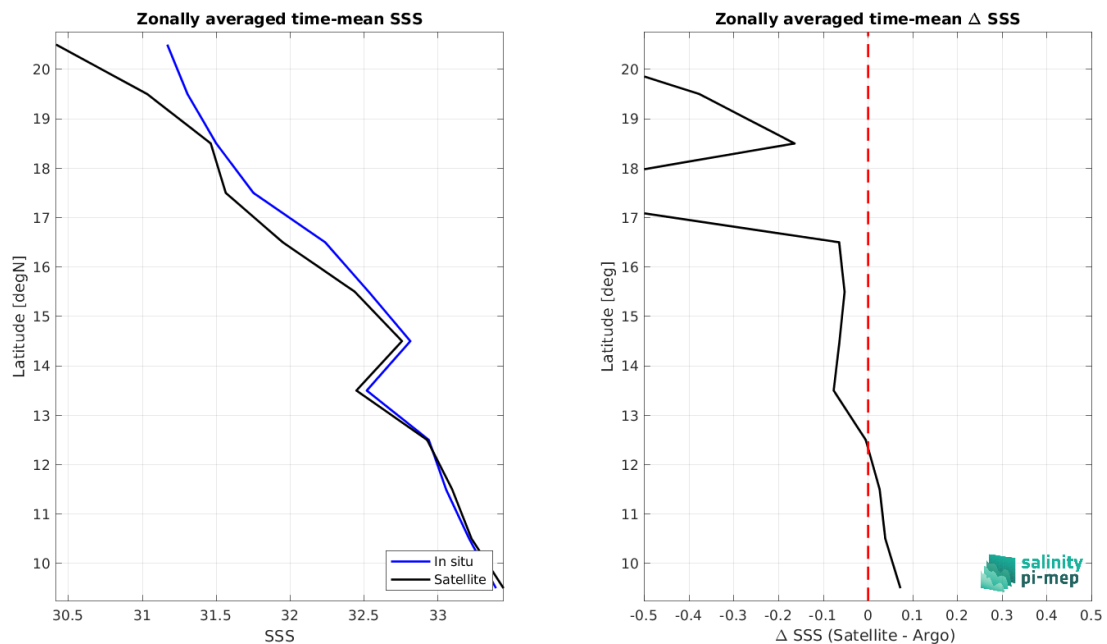 Zonally averaged time-mean SSS
20
19
18
17
16
15
14
13
12
11
10
Latitude [degN]
30.5 31 31.5 32 32.5 33
SSS
In situ
Satellite
Zonally averaged time-mean Δ SSS
20
19
18
17
16
15
14
13
12
11
10
Latitude [deg]
-0.5 -0.4 -0.3 -0.2 -0.1 0 0.1 0.2 0.3 0.4 0.5
Δ SSS (Satellite - Argo)
salinity
pi-mep